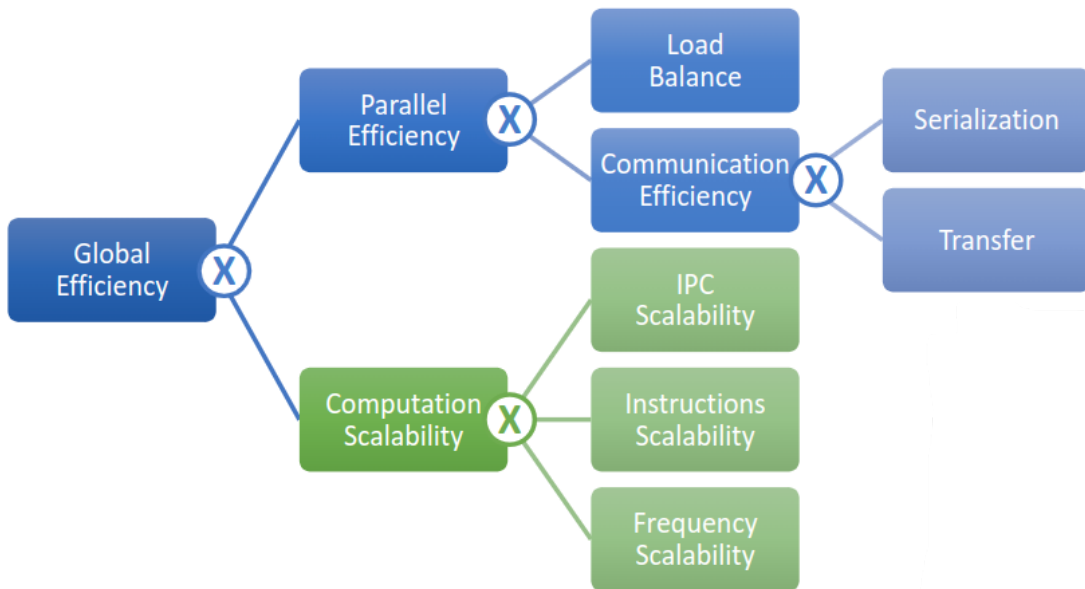 Global
Efficiency
X
Parallel
Efficiency
X
Load
Balance
Communication
Efficiency
X
Serialization
Transfer
Computation
Scalability
X
IPC
Scalability
Instructions
Scalability
Frequency
Scalability